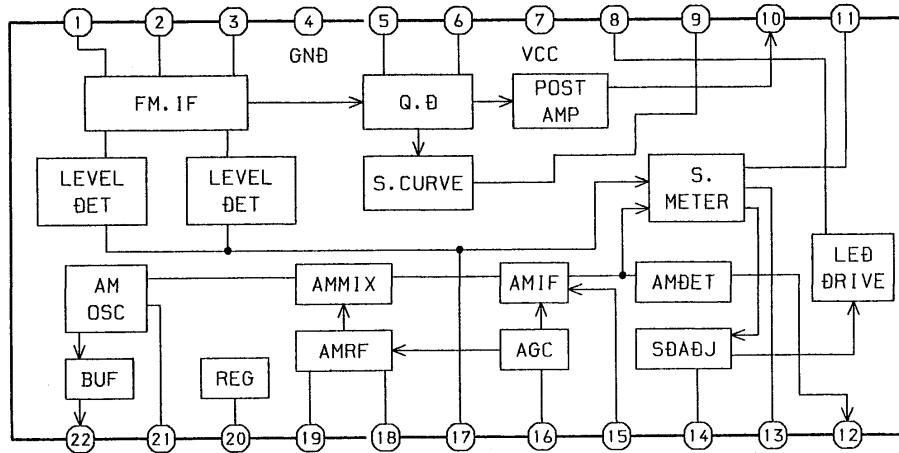 1 2 3 4 5 6 7 8 9 10 11
GND
VCC
FM.IF
Q.D
POST
AMP
LEVEL
DET
LEVEL
DET
S.CURVE
S.
METER
LED
DRIVE
AM
OSC
AMMIX
AMIF
AMDET
AMRF
AGC
SDADJ
BUF
REG
22 21 20 19 18 17 16 15 14 13 12